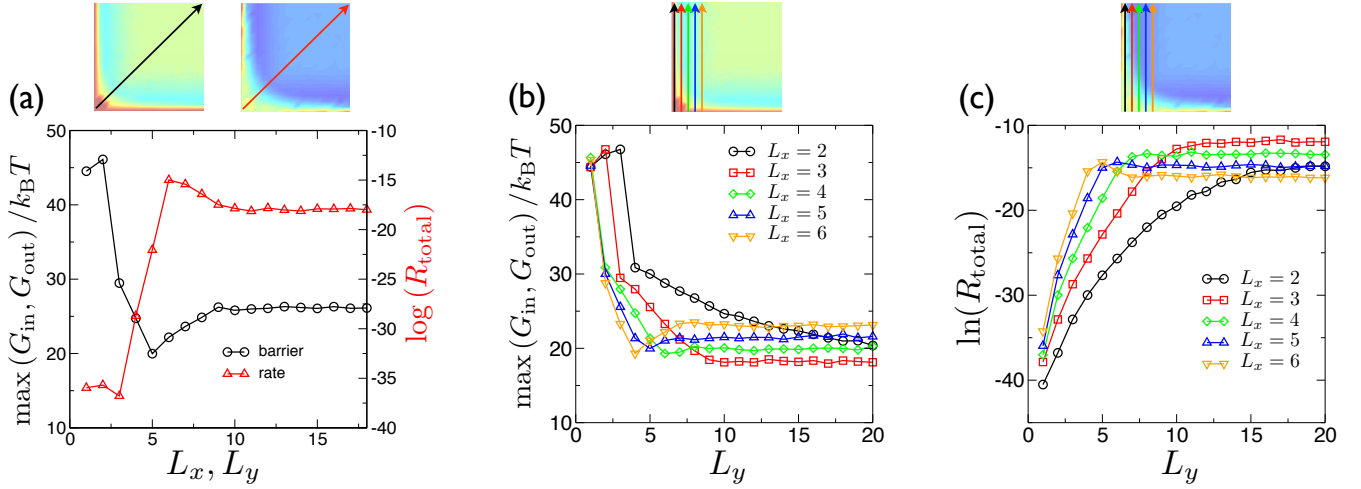 (a)
max (G_in, G_out) /k_BT
50
40
30
20
10
0
5
10
15
L_x, L_y
-10
-15
-20
-25
-30
-35
-40
log (R_total)
barrier
rate
(b)
max (G_in, G_out) /k_BT
50
40
30
20
10
0
5
10
15
20
L_y
L_x = 2
L_x = 3
L_x = 4
L_x = 5
L_x = 6
(c)
ln(R_total)
-10
-20
-30
-40
0
5
10
15
20
L_y
L_x = 2
L_x = 3
L_x = 4
L_x = 5
L_x = 6